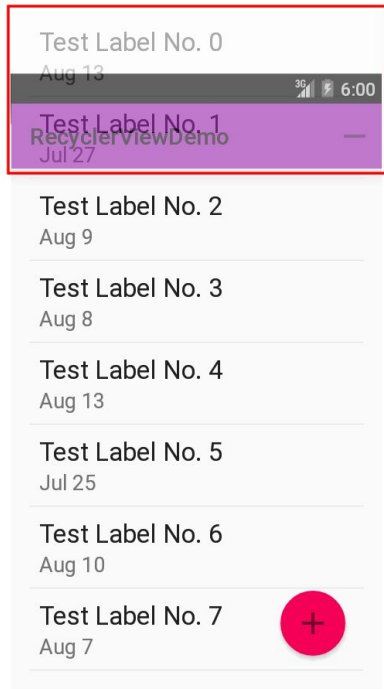 Test Label No. 0
Aug 13
3G 6:00
Test Label No. 1
RecyclerViewDemo
Jul 27
Test Label No. 2
Aug 9
Test Label No. 3
Aug 8
Test Label No. 4
Aug 13
Test Label No. 5
Jul 25
Test Label No. 6
Aug 10
Test Label No. 7
Aug 7